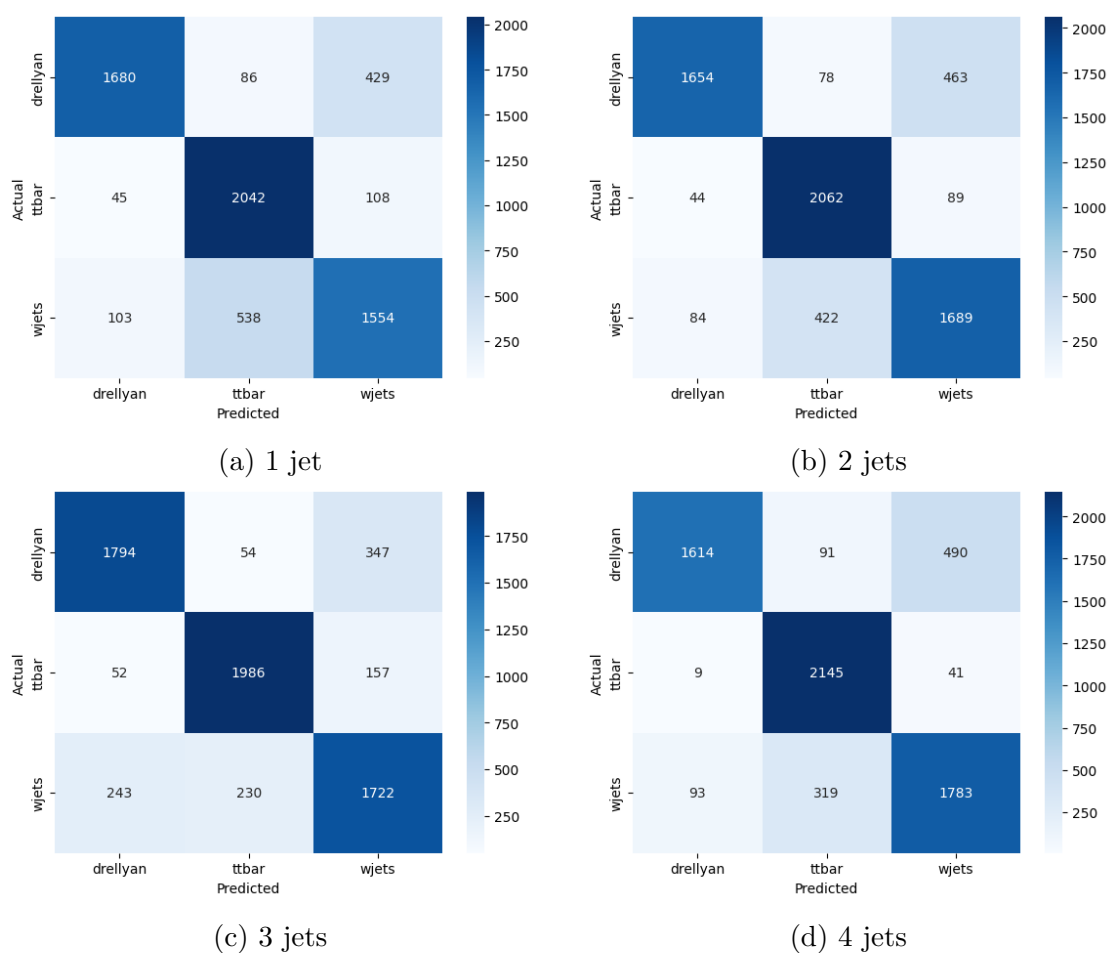 drellyan
1680 86 429
Actual
ttbar
45 2042 108
wjets
103 538 1554
drellyan ttbar wjets
Predicted
2000
1750
1500
1250
1000
750
500
250
(a) 1 jet
drellyan
1654 78 463
Actual
ttbar
44 2062 89
wjets
84 422 1689
drellyan ttbar wjets
Predicted
2000
1750
1500
1250
1000
750
500
250
(b) 2 jets
drellyan
1794 54 347
Actual
ttbar
52 1986 157
wjets
243 230 1722
drellyan ttbar wjets
Predicted
1750
1500
1250
1000
750
500
250
(c) 3 jets
drellyan
1614 91 490
Actual
ttbar
9 2145 41
wjets
93 319 1783
drellyan ttbar wjets
Predicted
2000
1750
1500
1250
1000
750
500
250
(d) 4 jets